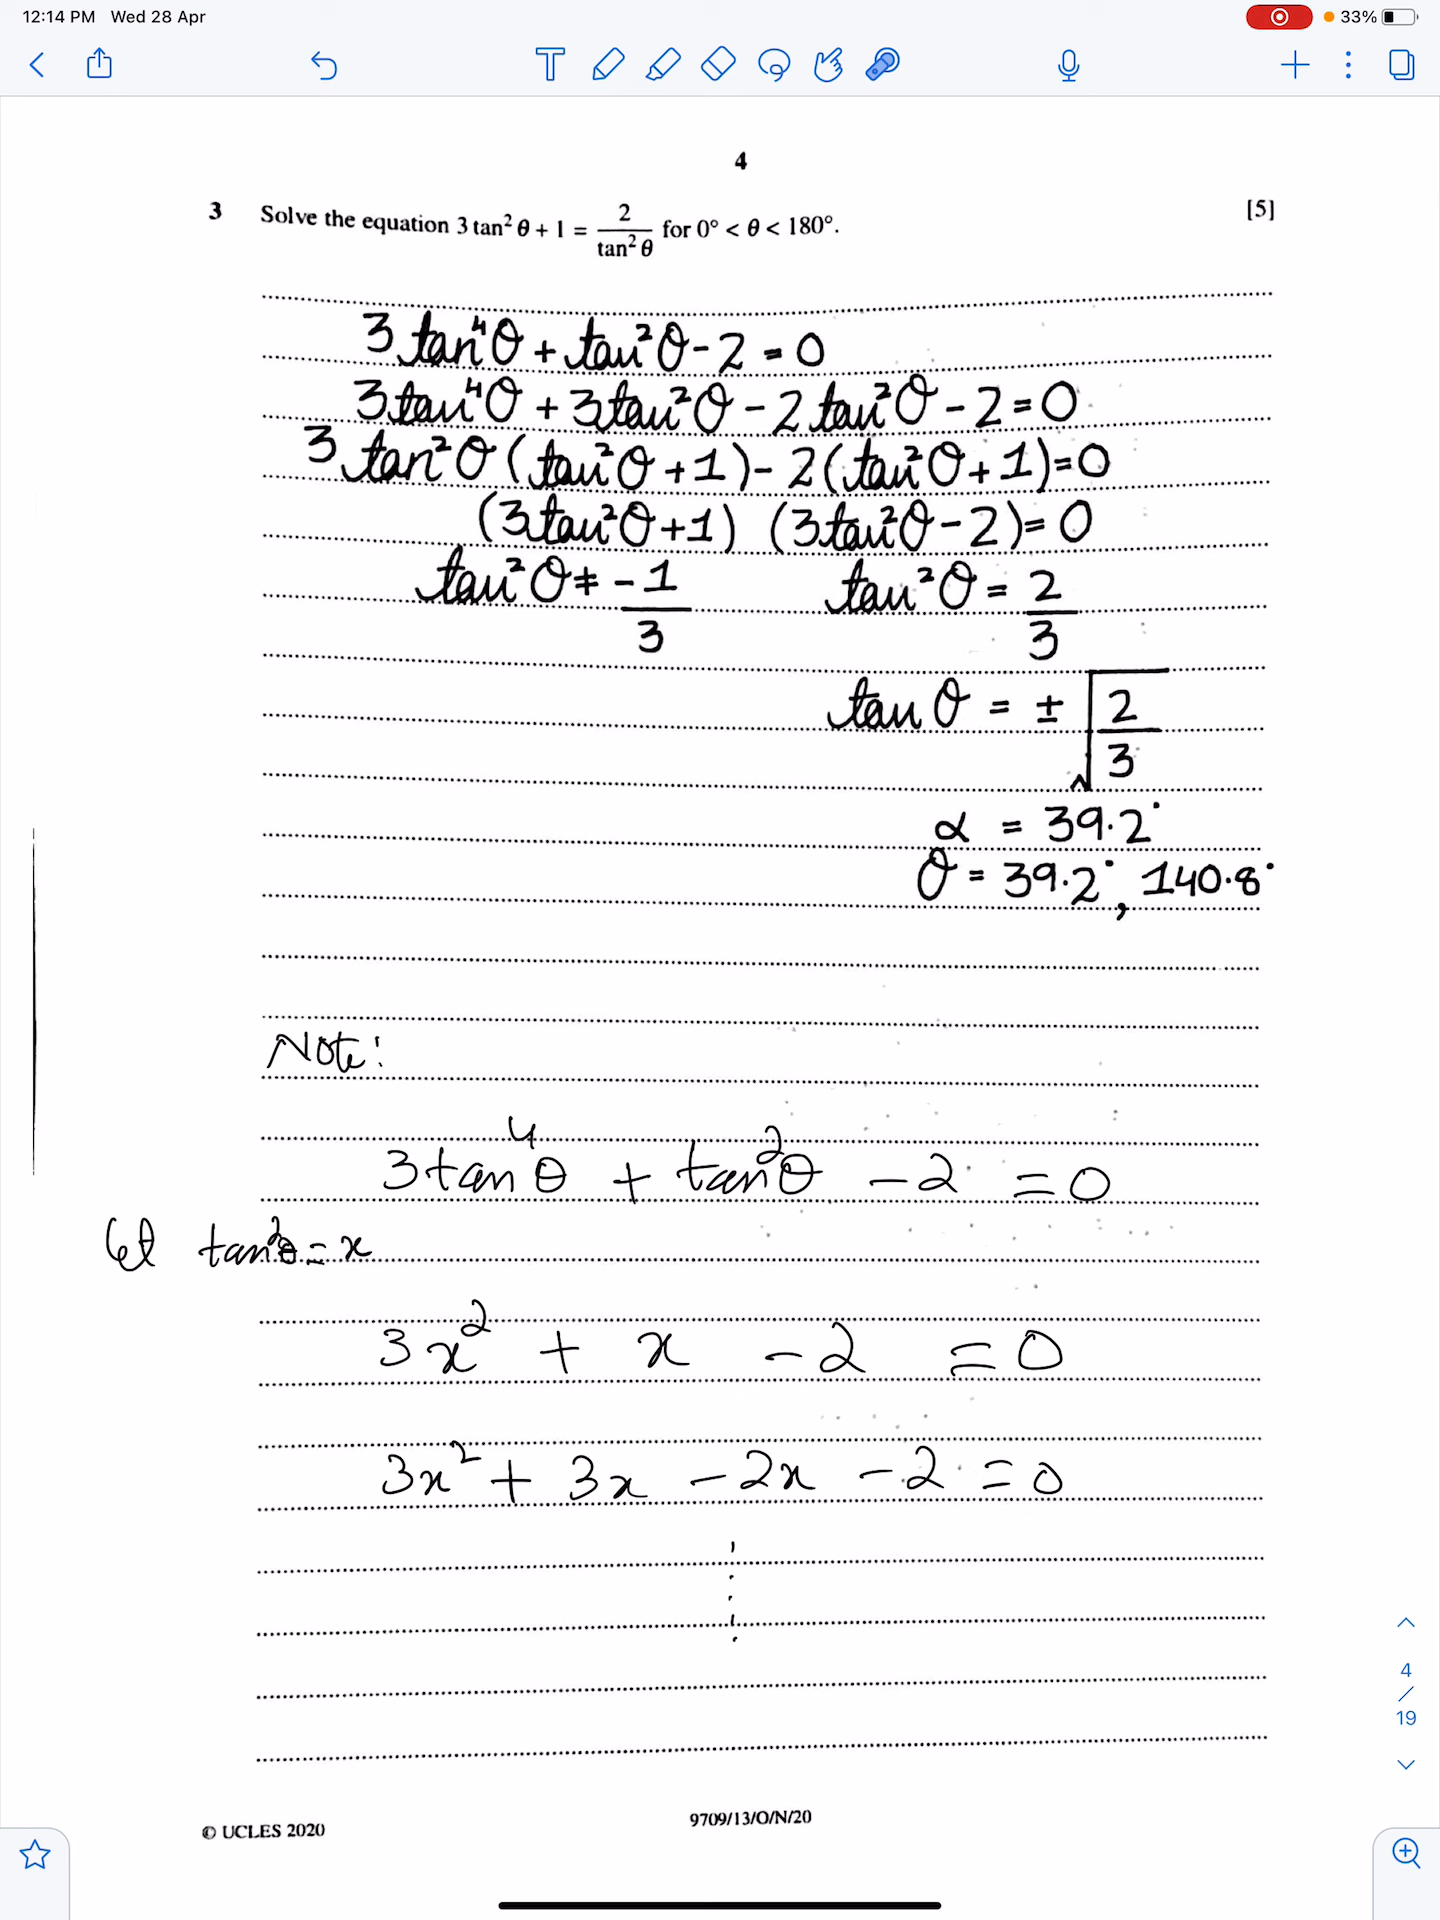 12:14 PM Wed 28 Apr
33%
4
3 Solve the equation 3 tan² θ + 1 = 2/tan² θ for 0° < θ < 180°. [5]
3 tan⁴θ + tan²θ - 2 = 0
3tan⁴θ + 3tan²θ - 2 tan²θ - 2 = 0
3 tan²θ (tan²θ + 1) - 2(tan²θ + 1) = 0
(3tan²θ + 1) (3tan²θ - 2) = 0
tan²θ ≠ -1/3 tan²θ = 2/3
tan θ = ± √(2/3)
α = 39.2°
θ = 39.2°, 140.8°
Note:
3tan⁴θ + tan²θ - 2 = 0
let tan²θ = x
3x² + x - 2 = 0
3x² + 3x - 2x - 2 = 0
4
/
19
© UCLES 2020
9709/13/O/N/20